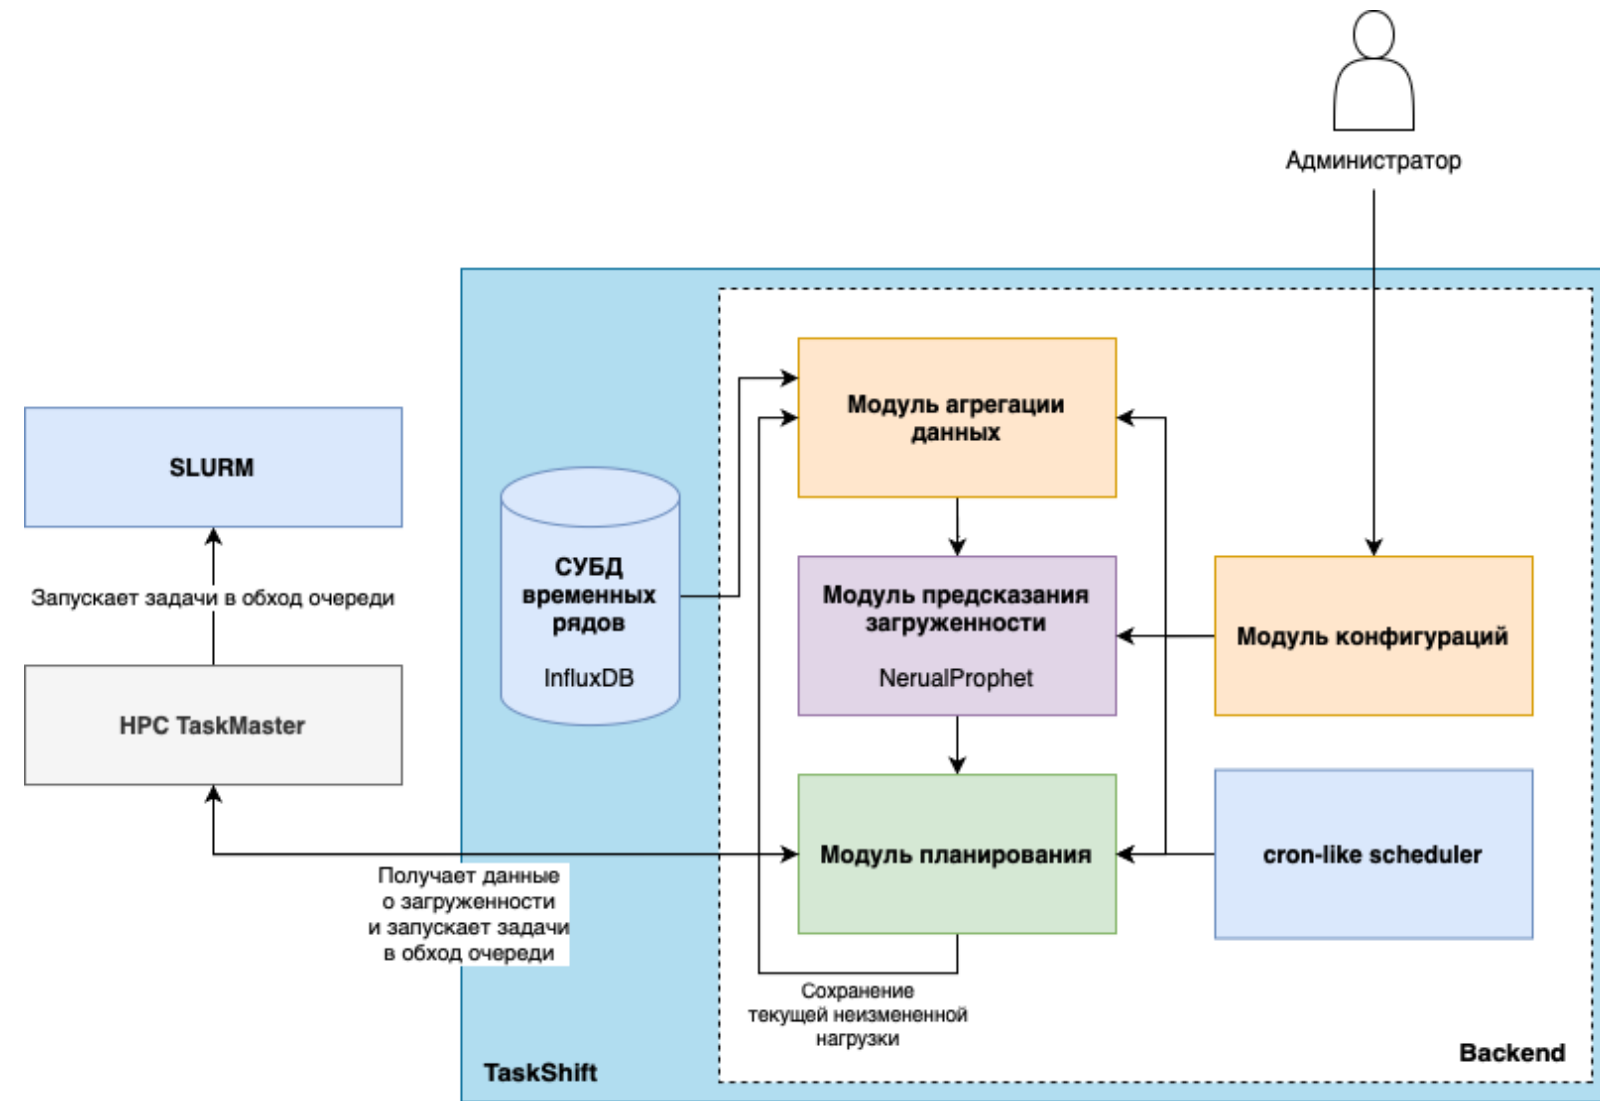 Администратор
Модуль агрегации
данных
SLURM
СУБД
временных
рядов
InfluxDB
Модуль предсказания
загруженности
NerualProphet
Модуль конфигураций
Запускает задачи в обход очереди
HPC TaskMaster
Модуль планирования
cron-like scheduler
Получает данные
о загруженности
и запускает задачи
в обход очереди
Сохранение
текущей неизмененной
нагрузки
Backend
TaskShift